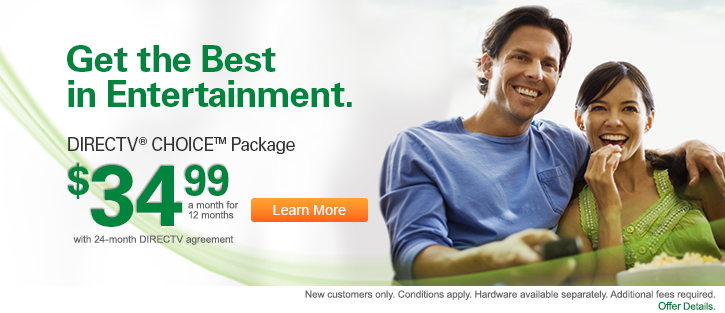 Get the Best
in Entertainment.
DIRECTV® CHOICE™ Package
$34.99
a month for
12 months
with 24-month DIRECTV agreement
Learn More
New customers only. Conditions apply. Hardware available separately. Additional fees required.
Offer Details.